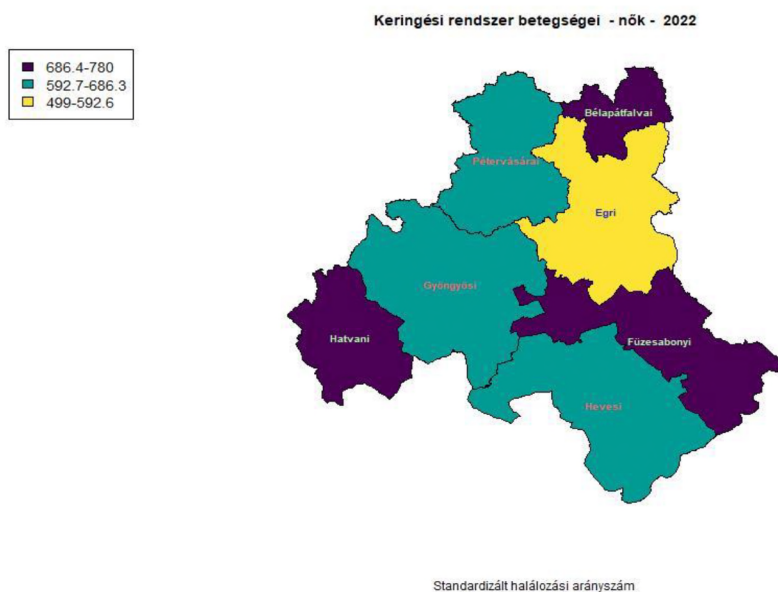 Keringési rendszer betegségei - nők - 2022
686.4-780
592.7-686.3
499-592.6
Bélapátfalvai
Pétervásárai
Egri
Gyöngyösi
Hatvani
Füzesabonyi
Hevesi
Standardizált halálozási arányszám